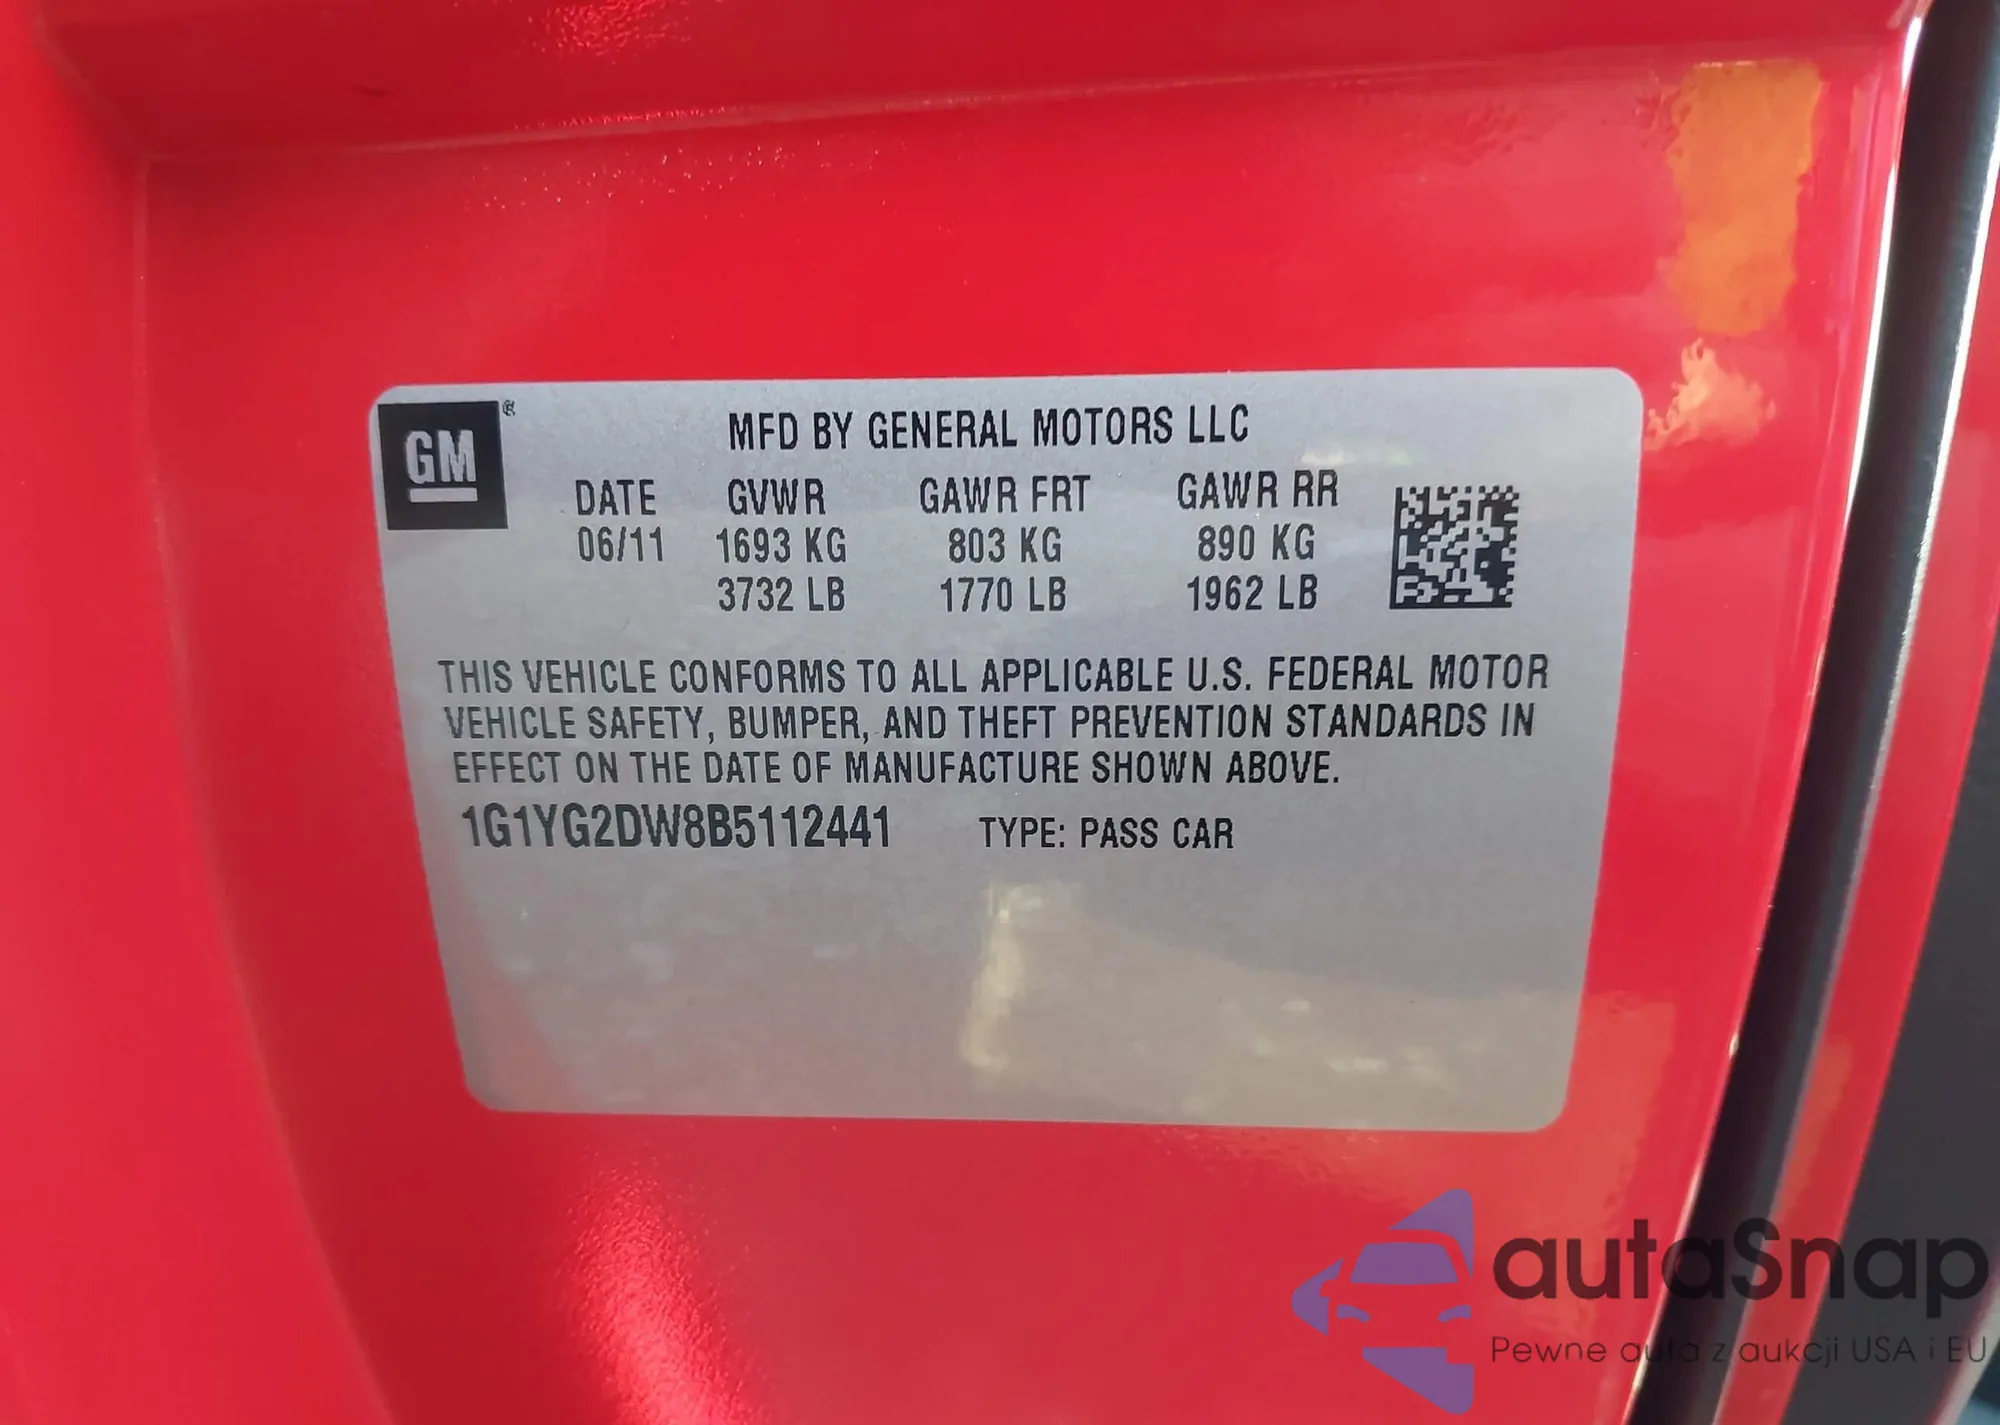 GM®
MFD BY GENERAL MOTORS LLC
DATE GVWR GAWR FRT GAWR RR
06/11 1693 KG 803 KG 890 KG
3732 LB 1770 LB 1962 LB
THIS VEHICLE CONFORMS TO ALL APPLICABLE U.S. FEDERAL MOTOR
VEHICLE SAFETY, BUMPER, AND THEFT PREVENTION STANDARDS IN
EFFECT ON THE DATE OF MANUFACTURE SHOWN ABOVE.
1G1YG2DW8B5112441 TYPE: PASS CAR
autaSnap
Pewne auta z aukcji USA i EU